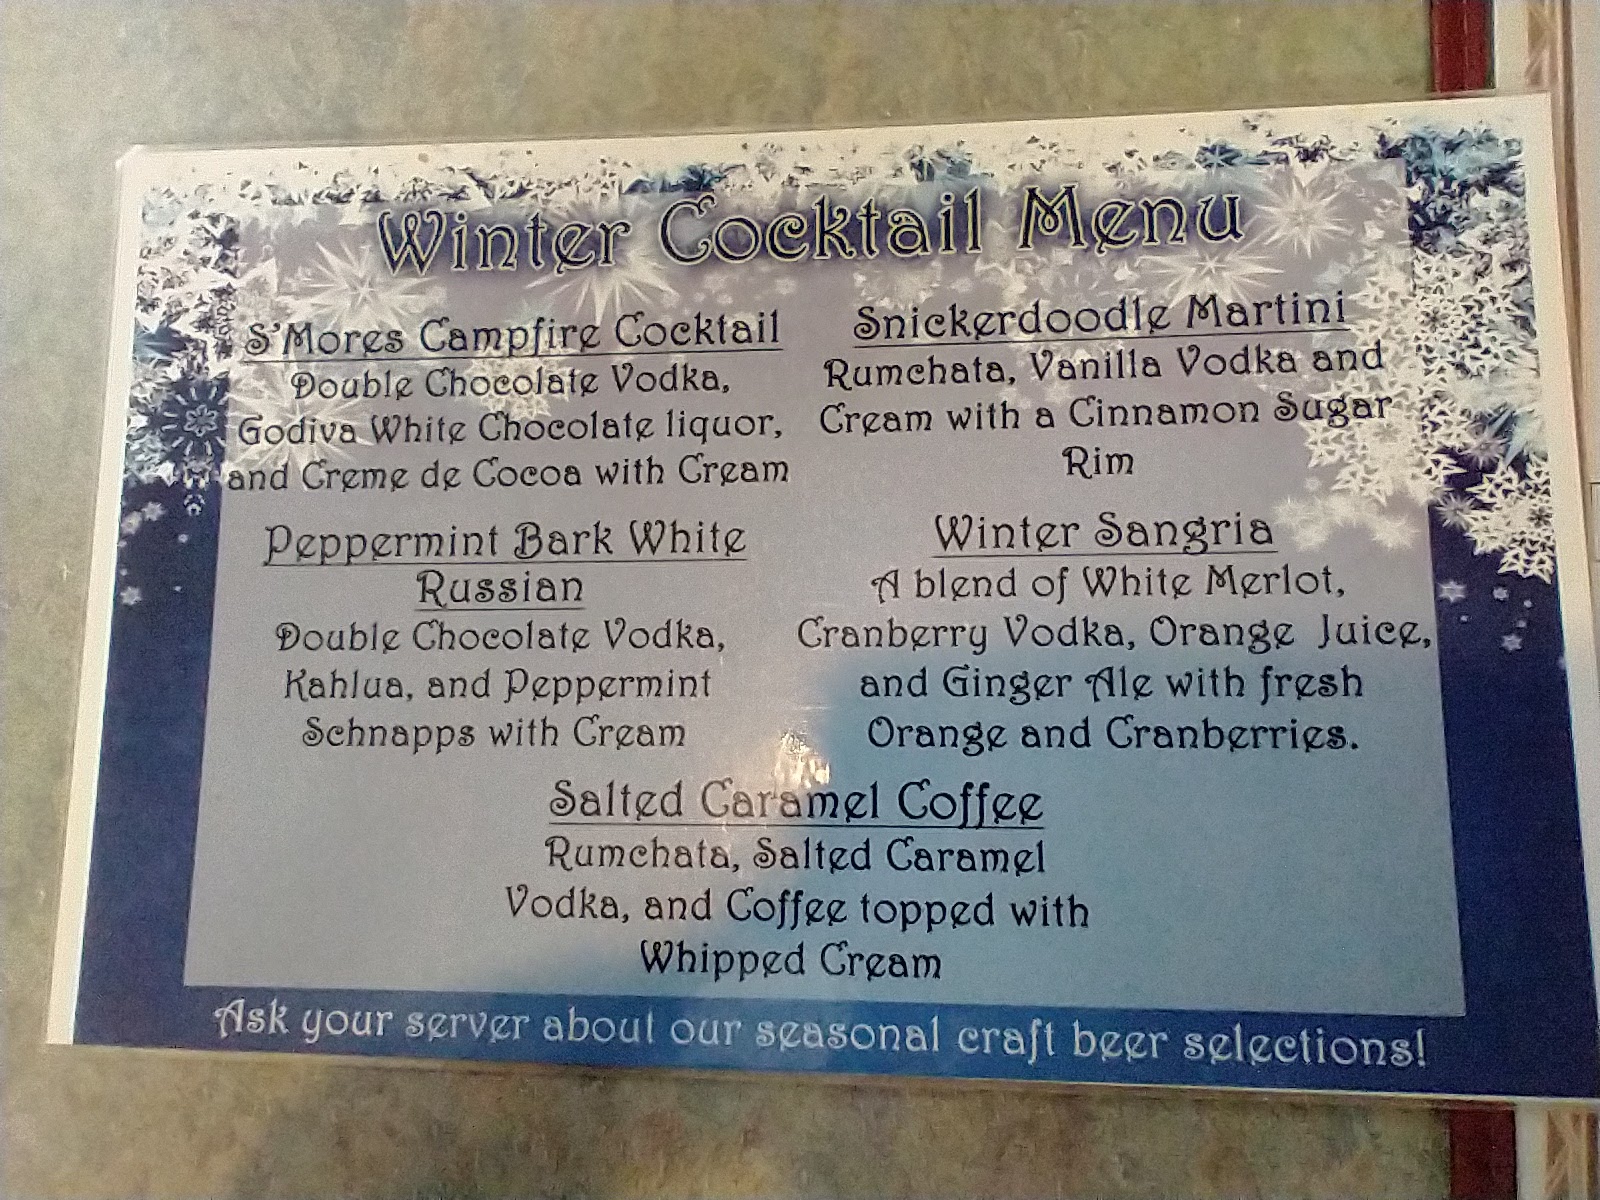 Winter Cocktail Menu
S'Mores Campfire Cocktail
Double Chocolate Vodka,
Godiva White Chocolate liquor,
and Creme de Cocoa with Cream
Snickerdoodle Martini
Rumchata, Vanilla Vodka and
Cream with a Cinnamon Sugar
Rim
Peppermint Bark White
Russian
Double Chocolate Vodka,
Kahlua, and Peppermint
Schnapps with Cream
Winter Sangria
A blend of White Merlot,
Cranberry Vodka, Orange Juice,
and Ginger Ale with fresh
Orange and Cranberries.
Salted Caramel Coffee
Rumchata, Salted Caramel
Vodka, and Coffee topped with
Whipped Cream
Ask your server about our seasonal craft beer selections!